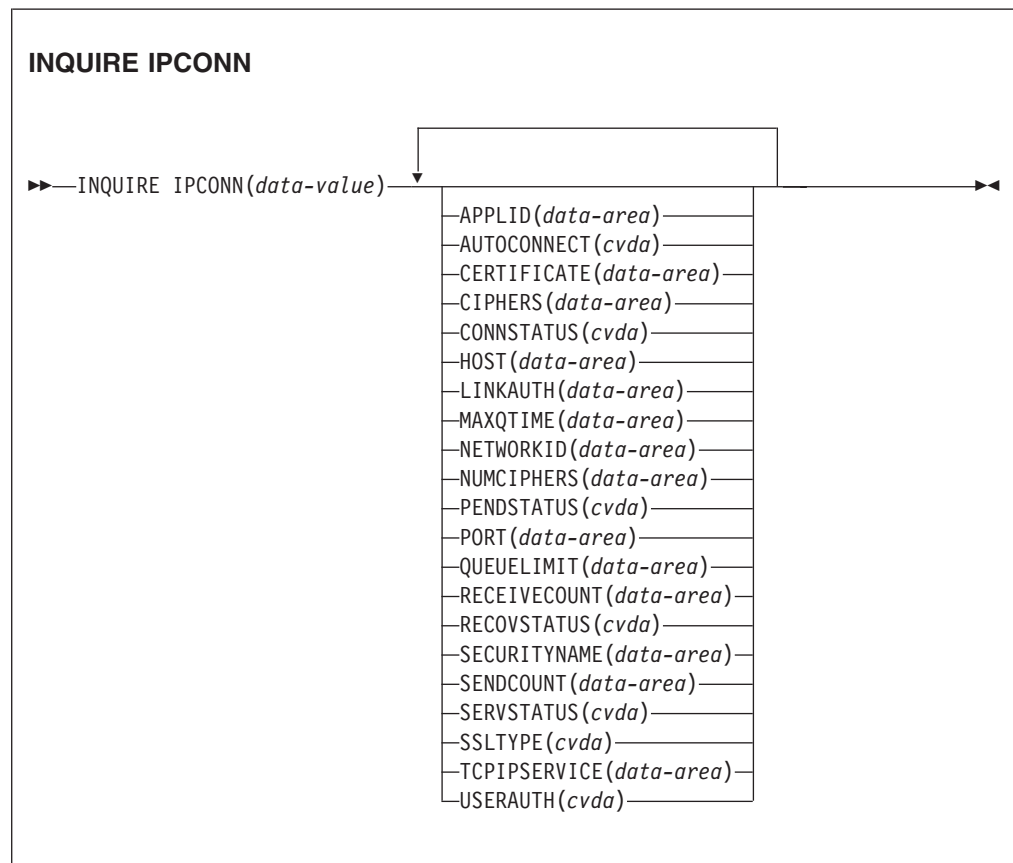 INQUIRE IPCONN
INQUIRE IPCONN(data-value)
APPLID(data-area)
AUTOCONNECT(cvda)
CERTIFICATE(data-area)
CIPHERS(data-area)
CONNSTATUS(cvda)
HOST(data-area)
LINKAUTH(data-area)
MAXQTIME(data-area)
NETWORKID(data-area)
NUMCIPHERS(data-area)
PENDSTATUS(cvda)
PORT(data-area)
QUEUELIMIT(data-area)
RECEIVECOUNT(data-area)
RECOVSTATUS(cvda)
SECURITYNAME(data-area)
SENDCOUNT(data-area)
SERVSTATUS(cvda)
SSLTYPE(cvda)
TCPIPSERVICE(data-area)
USERAUTH(cvda)